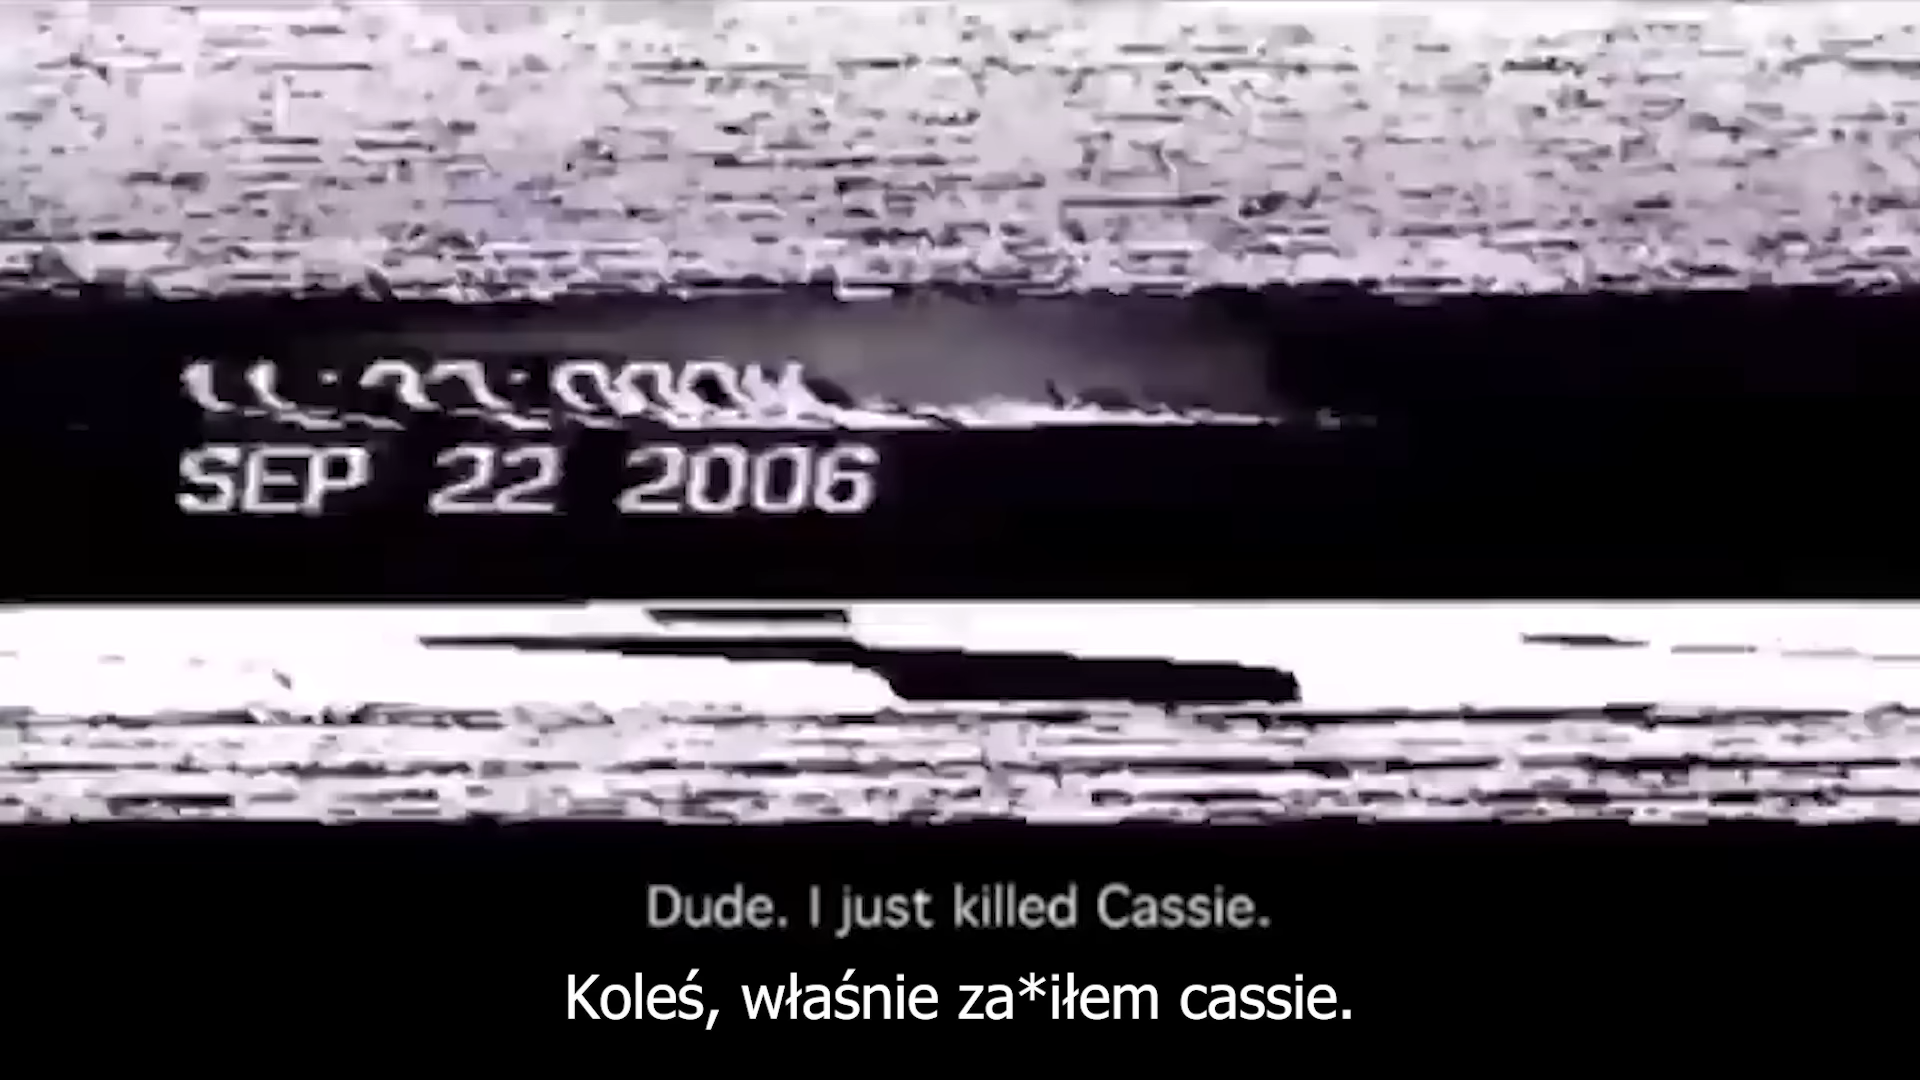 SEP 22 2006
Dude. I just killed Cassie.
Koleś, właśnie za*iłem cassie.